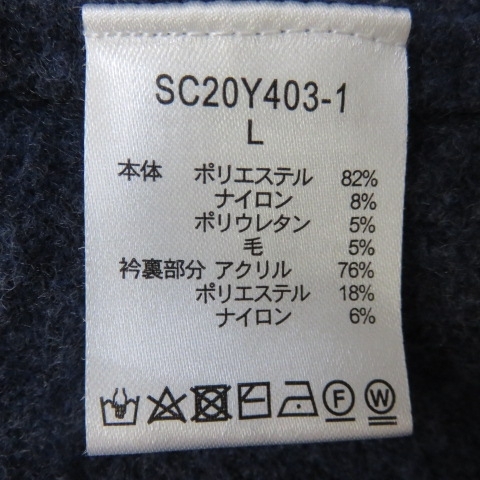 SC20Y403-1
L
本体 ポリエステル 82%
ナイロン 8%
ポリウレタン 5%
毛 5%
衿裏部分 アクリル 76%
ポリエステル 18%
ナイロン 6%
F W